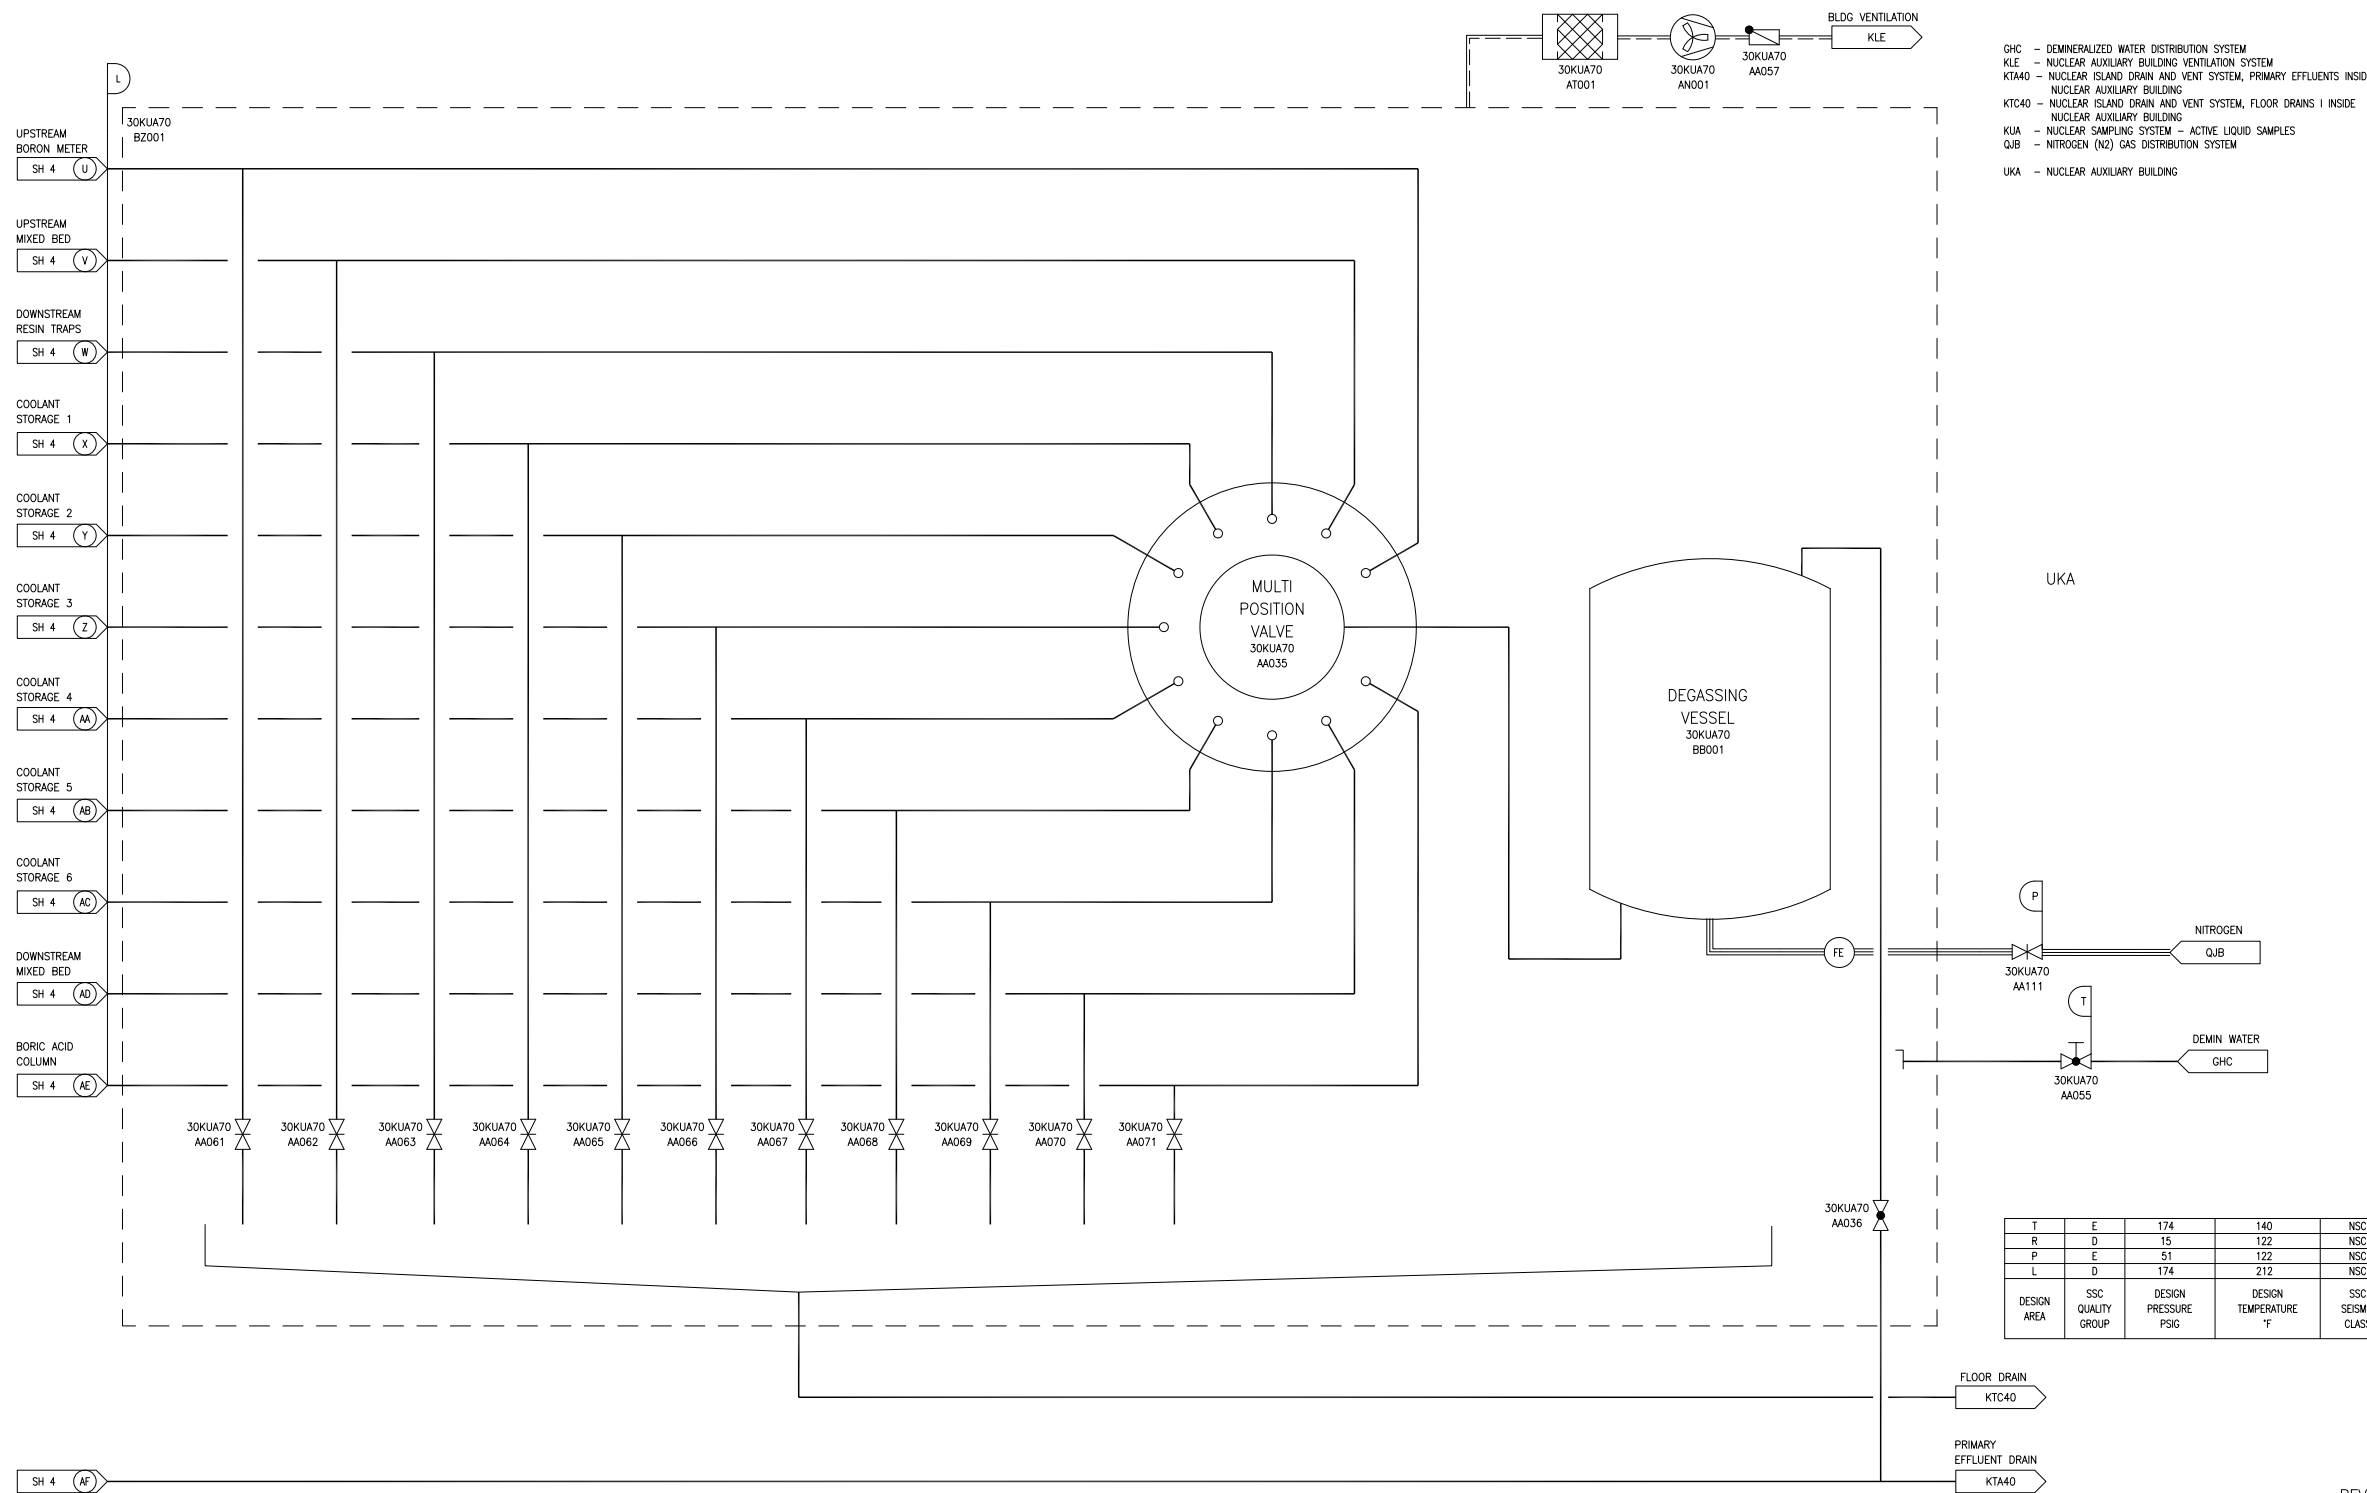 BLDG VENTILATION
KLE
30KUA70
AT001
30KUA70
AN001
30KUA70
AA057
GHC - DEMINERALIZED WATER DISTRIBUTION SYSTEM
KLE - NUCLEAR AUXILIARY BUILDING VENTILATION SYSTEM
KTA40 - NUCLEAR ISLAND DRAIN AND VENT SYSTEM, PRIMARY EFFLUENTS INSID
NUCLEAR AUXILIARY BUILDING
KTC40 - NUCLEAR ISLAND DRAIN AND VENT SYSTEM, FLOOR DRAINS I INSIDE
NUCLEAR AUXILIARY BUILDING
KUA - NUCLEAR SAMPLING SYSTEM - ACTIVE LIQUID SAMPLES
QJB - NITROGEN (N2) GAS DISTRIBUTION SYSTEM
UKA - NUCLEAR AUXILIARY BUILDING
L
30KUA70
BZ001
UPSTREAM
BORON METER
SH 4 U
UPSTREAM
MIXED BED
SH 4 V
DOWNSTREAM
RESIN TRAPS
SH 4 W
COOLANT
STORAGE 1
SH 4 X
COOLANT
STORAGE 2
SH 4 Y
COOLANT
STORAGE 3
SH 4 Z
COOLANT
STORAGE 4
SH 4 AA
COOLANT
STORAGE 5
SH 4 AB
COOLANT
STORAGE 6
SH 4 AC
DOWNSTREAM
MIXED BED
SH 4 AD
BORIC ACID
COLUMN
SH 4 AE
MULTI
POSITION
VALVE
30KUA70
AA035
DEGASSING
VESSEL
30KUA70
BB001
UKA
FE
P
30KUA70
AA111
NITROGEN
QJB
T
30KUA70
AA055
DEMIN WATER
GHC
30KUA70
AA061
30KUA70
AA062
30KUA70
AA063
30KUA70
AA064
30KUA70
AA065
30KUA70
AA066
30KUA70
AA067
30KUA70
AA068
30KUA70
AA069
30KUA70
AA070
30KUA70
AA071
30KUA70
AA036
T E 174 140 NSC
R D 15 122 NSC
P E 51 122 NSC
L D 174 212 NSC
DESIGN
AREA
SSC
QUALITY
GROUP
DESIGN
PRESSURE
PSIG
DESIGN
TEMPERATURE
°F
SSC
SEISM
CLAS
FLOOR DRAIN
KTC40
PRIMARY
EFFLUENT DRAIN
KTA40
SH 4 AF